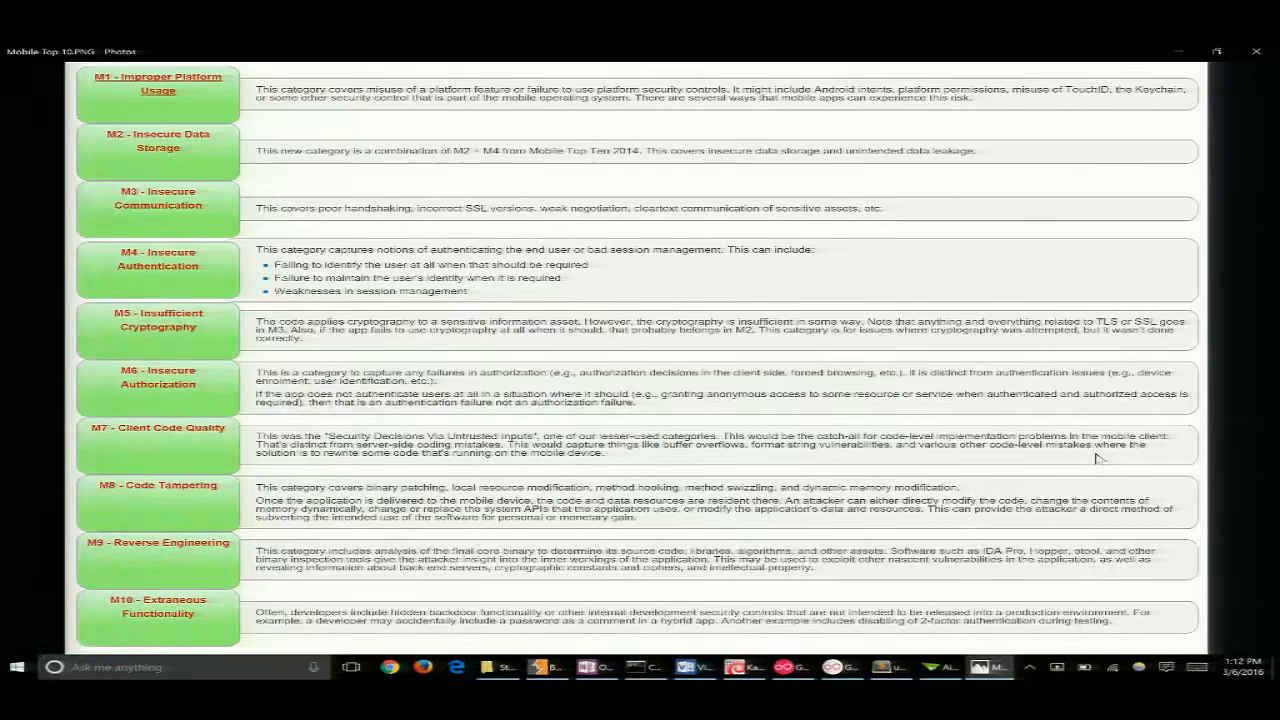 Mobile Top 10.PNG - Photos
M1 - Improper Platform
Usage
This category covers misuse of a platform feature or failure to use platform security controls. It might include Android intents, platform permissions, misuse of TouchID, the Keychain,
or some other security control that is part of the mobile operating system. There are several ways that mobile apps can experience this risk.
M2 - Insecure Data
Storage
This new category is a combination of M2 + M4 from Mobile Top Ten 2014. This covers insecure data storage and unintended data leakage.
M3 - Insecure
Communication
This covers poor handshaking, incorrect SSL versions, weak negotiation, cleartext communication of sensitive assets, etc.
M4 - Insecure
Authentication
This category captures notions of authenticating the end user or bad session management. This can include:
Failing to identify the user at all when that should be required
Failure to maintain the user's identity when it is required
Weaknesses in session management
M5 - Insufficient
Cryptography
The code applies cryptography to a sensitive information asset. However, the cryptography is insufficient in some way. Note that anything and everything related to TLS or SSL goes
in M3. Also, if the app fails to use cryptography at all when it should, that probably belongs in M2. This category is for issues where cryptography was attempted, but it wasn't done
correctly.
M6 - Insecure
Authorization
This is a category to capture any failures in authorization (e.g., authorization decisions in the client side, forced browsing, etc.). It is distinct from authentication issues (e.g., device
enrolment, user identification, etc.).
If the app does not authenticate users at all in a situation where it should (e.g., granting anonymous access to some resource or service when authenticated and authorized access is
required), then that is an authentication failure not an authorization failure.
M7 - Client Code Quality
This was the "Security Decisions Via Untrusted Inputs", one of our lesser-used categories. This would be the catch-all for code-level implementation problems in the mobile client.
That's distinct from server-side coding mistakes. This would capture things like buffer overflows, format string vulnerabilities, and various other code-level mistakes where the
solution is to rewrite some code that's running on the mobile device.
M8 - Code Tampering
This category covers binary patching, local resource modification, method hooking, method swizzling, and dynamic memory modification.
Once the application is delivered to the mobile device, the code and data resources are resident there. An attacker can either directly modify the code, change the contents of
memory dynamically, change or replace the system APIs that the application uses, or modify the application's data and resources. This can provide the attacker a direct method of
subverting the intended use of the software for personal or monetary gain.
M9 - Reverse Engineering
This category includes analysis of the final core binary to determine its source code, libraries, algorithms, and other assets. Software such as IDA Pro, Hopper, otool, and other
binary inspection tools give the attacker insight into the inner workings of the application. This may be used to exploit other nascent vulnerabilities in the application, as well as
revealing information about back end servers, cryptographic constants and ciphers, and intellectual property.
M10 - Extraneous
Functionality
Often, developers include hidden backdoor functionality or other internal development security controls that are not intended to be released into a production environment. For
example, a developer may accidentally include a password as a comment in a hybrid app. Another example includes disabling of 2-factor authentication during testing.
Ask me anything
St...
B...
O...
C...
Vi...
Ka...
G...
G...
u...
Ai...
M...
1:12 PM
3/6/2016